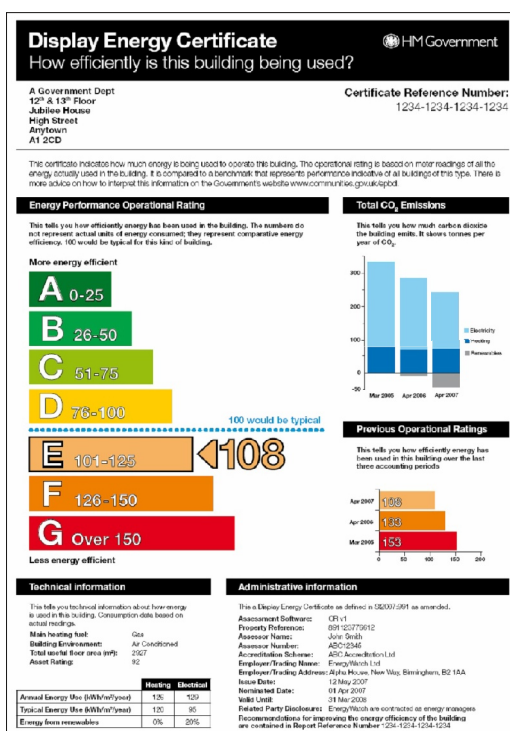 Display Energy Certificate
How efficiently is this building being used?
HM Government
A Government Dept
12th & 13th Floor
Jubilee House
High Street
Anytown
A1 2CD
Certificate Reference Number:
1234-1234-1234-1234
This certificate indicates how much energy is being used to operate this building. The operational rating is based on meter readings of all the
energy actually used in the building. It is compared to a benchmark that represents performance indicative of all buildings of this type. There is
more advice on how to interpret this information on the Government's website www.communities.gov.uk/epbd.
Energy Performance Operational Rating
This tells you how efficiently energy has been used in the building. The numbers do
not represent actual units of energy consumed; they represent comparative energy
efficiency. 100 would be typical for this kind of building.
More energy efficient
A 0-25
B 26-50
C 51-75
D 76-100
100 would be typical
E 101-125
108
F 126-150
G Over 150
Less energy efficient
Total CO2 Emissions
This tells you how much carbon dioxide
the building emits. It shows tonnes per
year of CO2.
300
200
100
0
-50
Mar 2005 Apr 2006 Apr 2007
Electricity
Heating
Renewables
Previous Operational Ratings
This tells you how efficiently energy has
been used in this building over the last
three accounting periods
Apr 2007 108
Apr 2006 133
Mar 2005 153
0 50 100 150 200
Technical information
This tells you technical information about how energy
is used in this building. Consumption data based on
actual readings.
Main heating fuel: Gas
Building Environment: Air Conditioned
Total useful floor area (m²): 2927
Asset Rating: 92
Heating Electrical
Annual Energy Use (kWh/m²/year) 126 129
Typical Energy Use (kWh/m²/year) 120 95
Energy from renewables 0% 20%
Administrative information
This is a Display Energy Certificate as defined in SI2007:991 as amended.
Assessment Software: OR v1
Property Reference: 891123776612
Assessor Name: John Smith
Assessor Number: ABC12345
Accreditation Scheme: ABC Accreditation Ltd
Employer/Trading Name: EnergyWatch Ltd
Employer/Trading Address: Alpha House, New Way, Birmingham, B2 1AA
Issue Date: 12 May 2007
Nominated Date: 01 Apr 2007
Valid Until: 31 Mar 2008
Related Party Disclosure: EnergyWatch are contracted as energy managers
Recommendations for improving the energy efficiency of the building
are contained in Report Reference Number 1234-1234-1234-1234